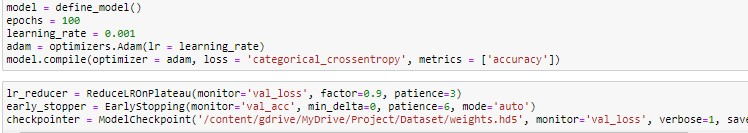 model = define_model()
epochs = 100
learning_rate = 0.001
adam = optimizers.Adam(lr = learning_rate)
model.compile(optimizer = adam, loss = 'categorical_crossentropy', metrics = ['accuracy'])
lr_reducer = ReduceLROnPlateau(monitor='val_loss', factor=0.9, patience=3)
early_stopper = EarlyStopping(monitor='val_acc', min_delta=0, patience=6, mode='auto')
checkpointer = ModelCheckpoint('/content/gdrive/MyDrive/Project/Dataset/weights.hd5', monitor='val_loss', verbose=1, save